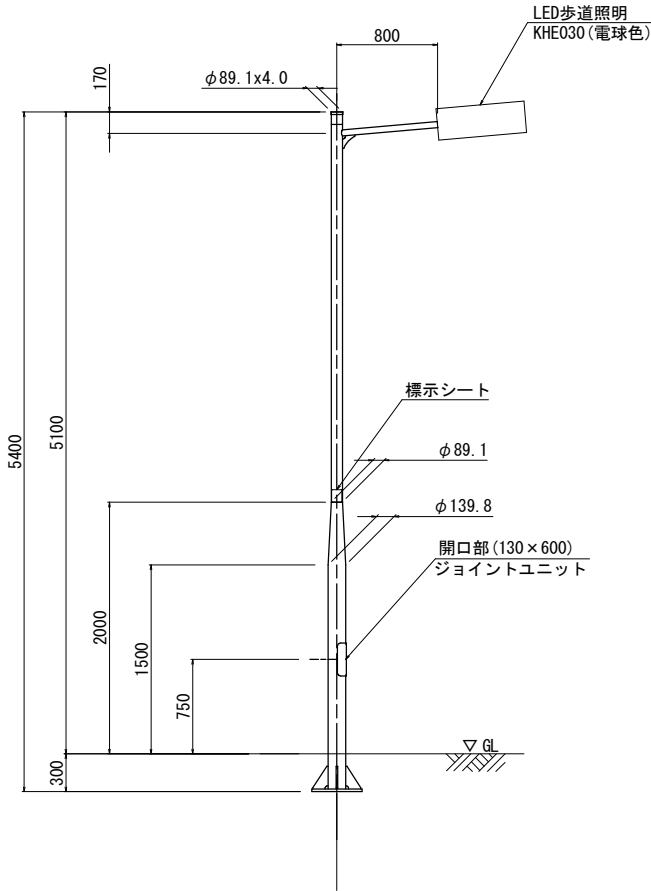 LED歩道照明
KHE030(電球色)
800
170
φ89.1x4.0
標示シート
5400
5100
φ89.1
φ139.8
開口部(130×600)
ジョイントユニット
2000
1500
750
▽ GL
300